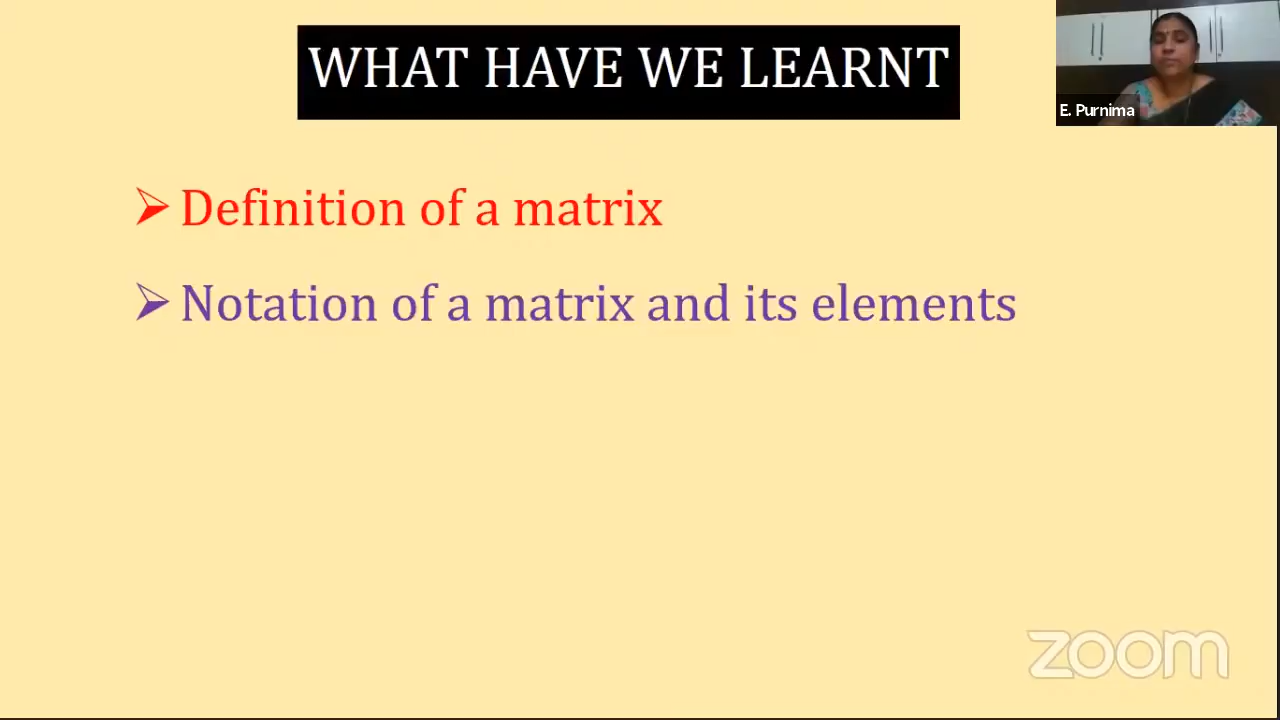 WHAT HAVE WE LEARNT
E. Purnima
➢ Definition of a matrix
➢ Notation of a matrix and its elements
zoom